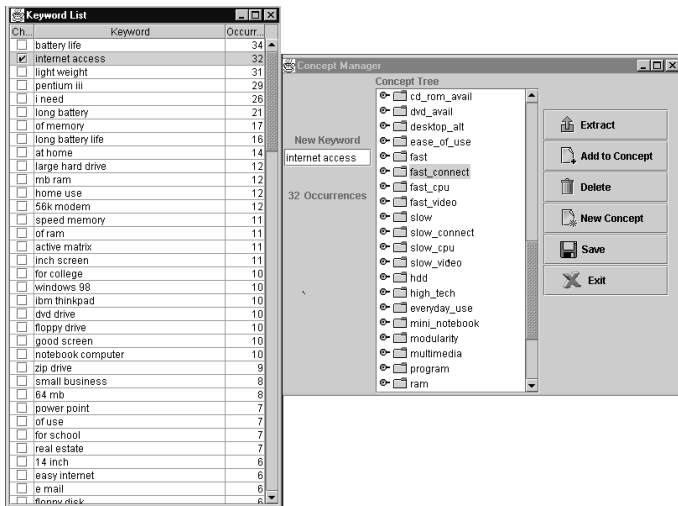 Keyword List
Ch... Keyword Occurr...
battery life 34
internet access 32
light weight 31
pentium iii 29
i need 26
long battery 21
of memory 17
long battery life 16
at home 14
large hard drive 12
mb ram 12
home use 12
56k modem 12
speed memory 11
of ram 11
active matrix 11
inch screen 11
for college 10
windows 98 10
ibm thinkpad 10
dvd drive 10
floppy drive 10
good screen 10
notebook computer 10
zip drive 9
small business 8
64 mb 8
power point 7
of use 7
for school 7
real estate 7
14 inch 6
easy internet 6
e mail 6
floppy disk 6
Concept Manager
Concept Tree
New Keyword
internet access
32 Occurrences
cd_rom_avail
dvd_avail
desktop_alt
ease_of_use
fast
fast_connect
fast_cpu
fast_video
slow
slow_connect
slow_cpu
slow_video
hdd
high_tech
everyday_use
mini_notebook
modularity
multimedia
program
ram
Extract
Add to Concept
Delete
New Concept
Save
Exit